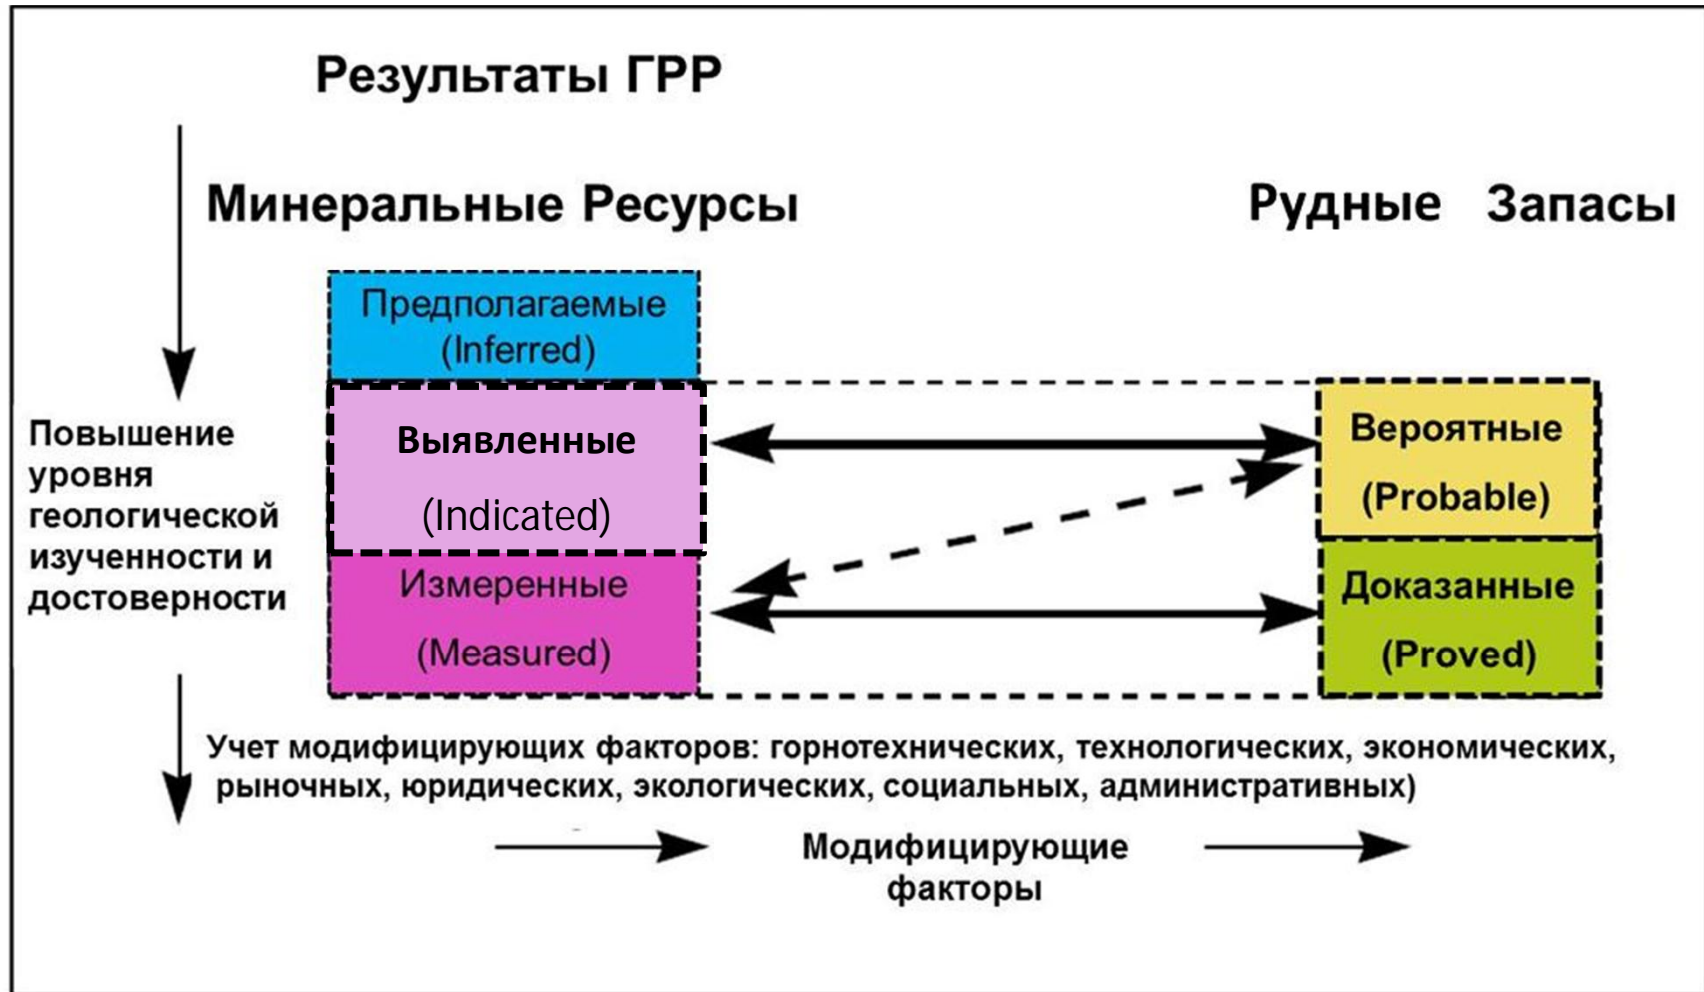 Результаты ГРР
Минеральные Ресурсы
Рудные Запасы
Предполагаемые
(Inferred)
Выявленные
(Indicated)
Измеренные
(Measured)
Вероятные
(Probable)
Доказанные
(Proved)
Повышение
уровня
геологической
изученности и
достоверности
Учет модифицирующих факторов: горнотехнических, технологических, экономических,
рыночных, юридических, экологических, социальных, административных)
Модифицирующие
факторы